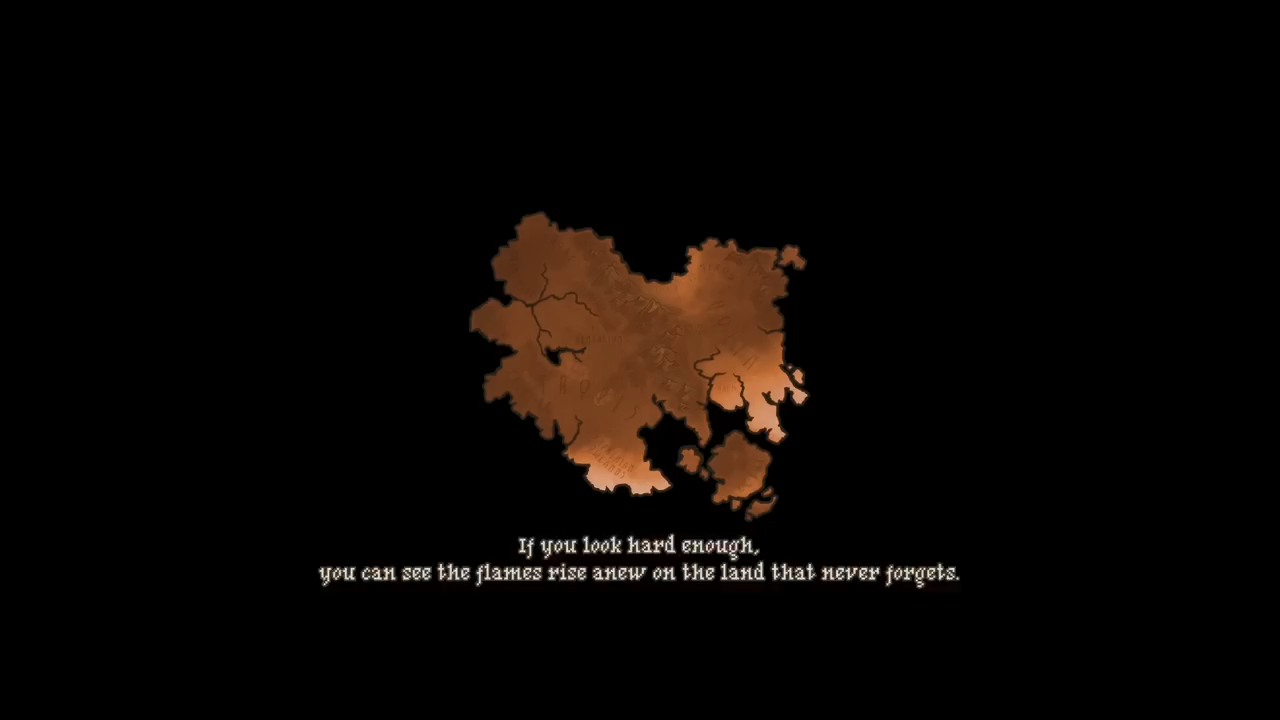 If you look hard enough,
you can see the flames rise anew on the land that never forgets.